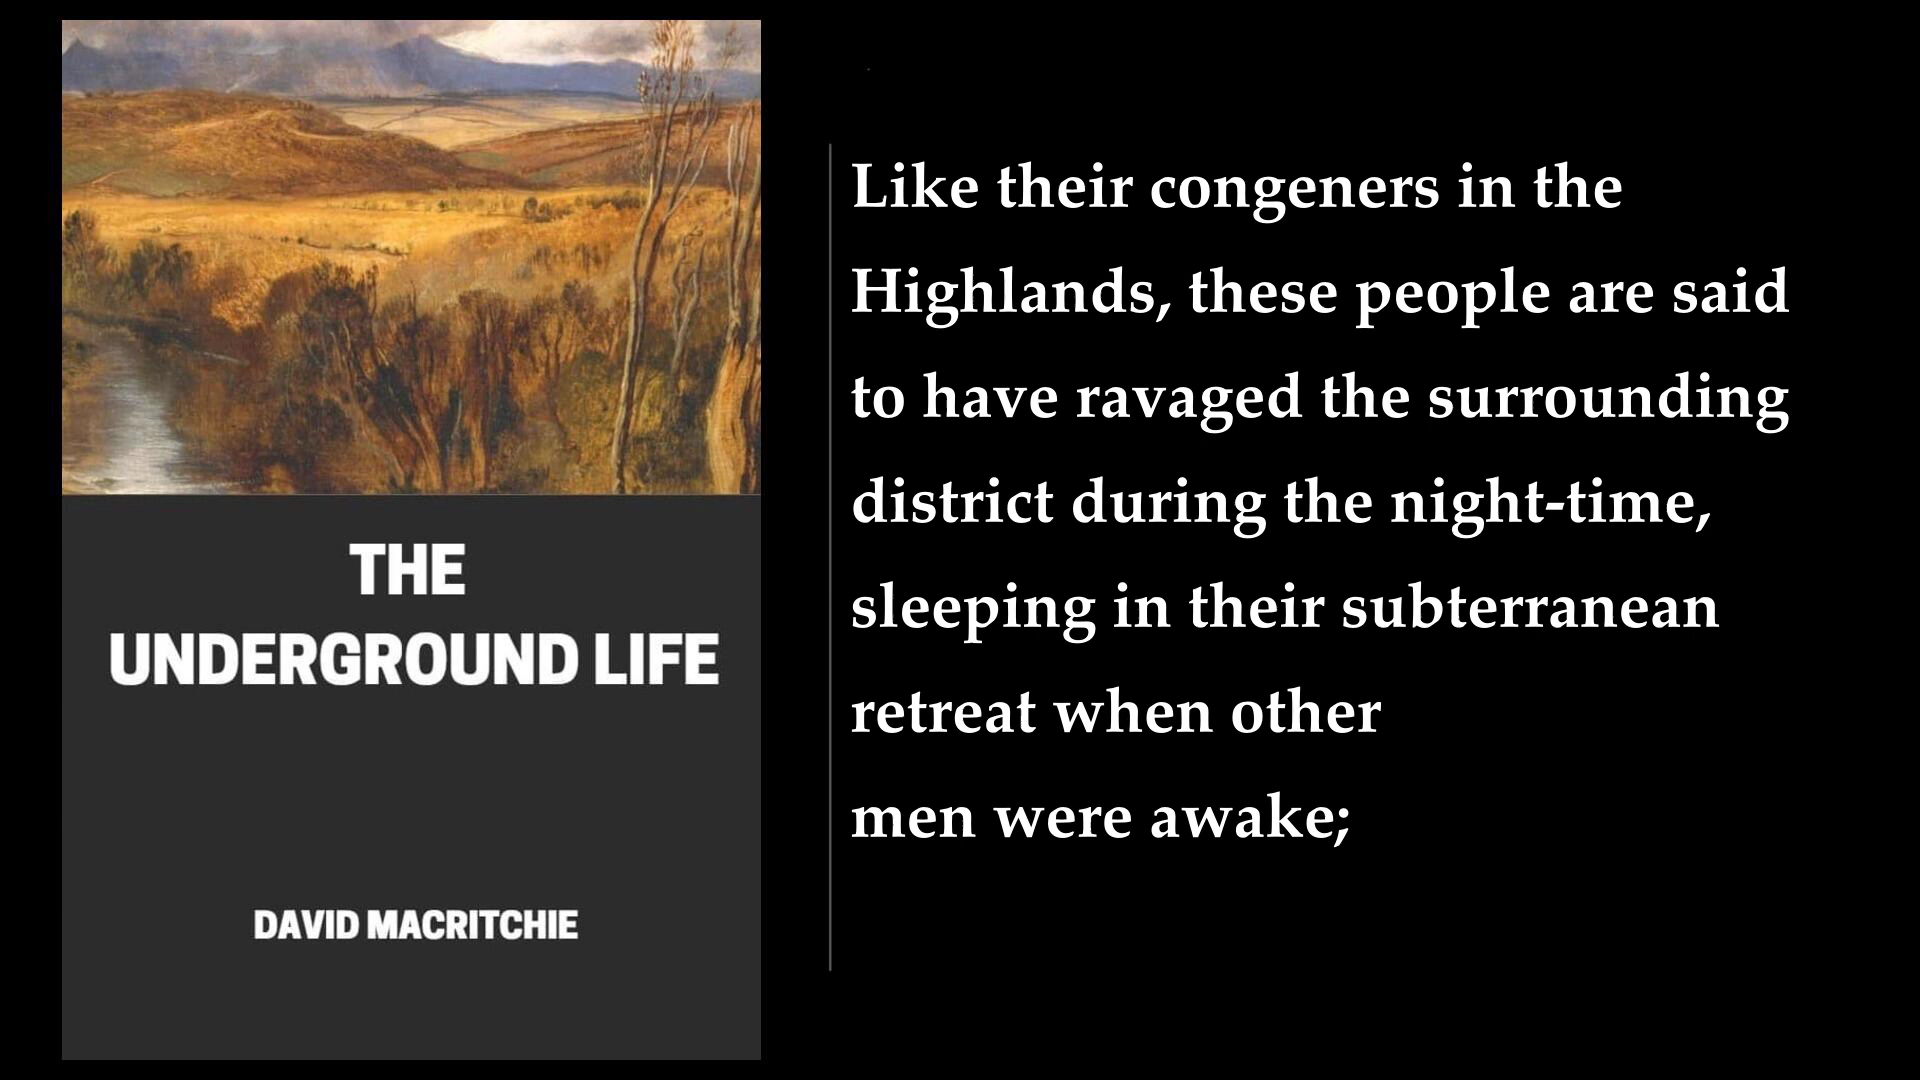 THE
UNDERGROUND LIFE
DAVID MACRITCHIE
Like their congeners in the
Highlands, these people are said
to have ravaged the surrounding
district during the night-time,
sleeping in their subterranean
retreat when other
men were awake;